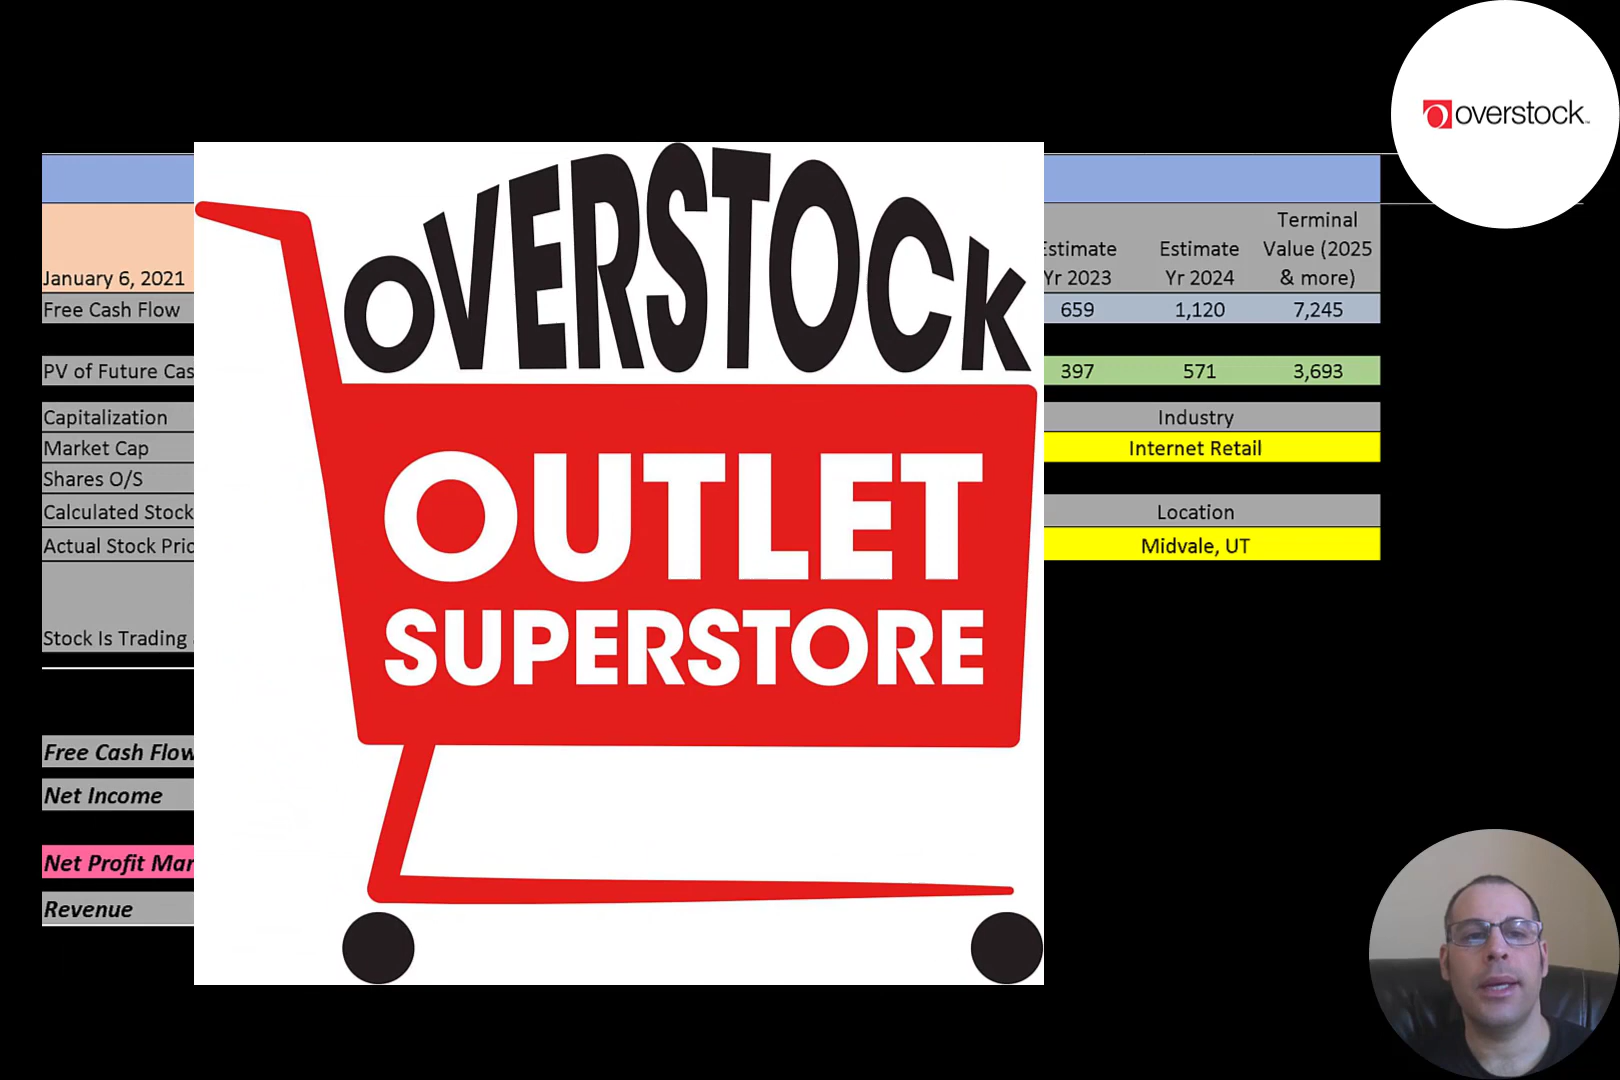 overstock
January 6, 2021
Estimate Yr 2023
Estimate Yr 2024
Terminal Value (2025 & more)
Free Cash Flow 659 1,120 7,245
PV of Future Cas 397 571 3,693
Capitalization Industry
Market Cap Internet Retail
Shares O/S
Calculated Stock Location
Actual Stock Pric Midvale, UT
Stock Is Trading
Free Cash Flow
Net Income
Net Profit Mar
Revenue
OVERSTOCK
OUTLET
SUPERSTORE